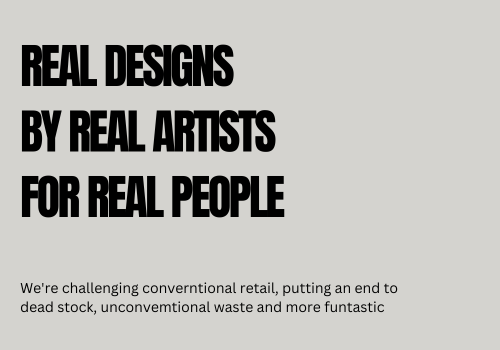 REAL DESIGNS
BY REAL ARTISTS
FOR REAL PEOPLE
We're challenging converntional retail, putting an end to
dead stock, unconvemtional waste and more funtastic